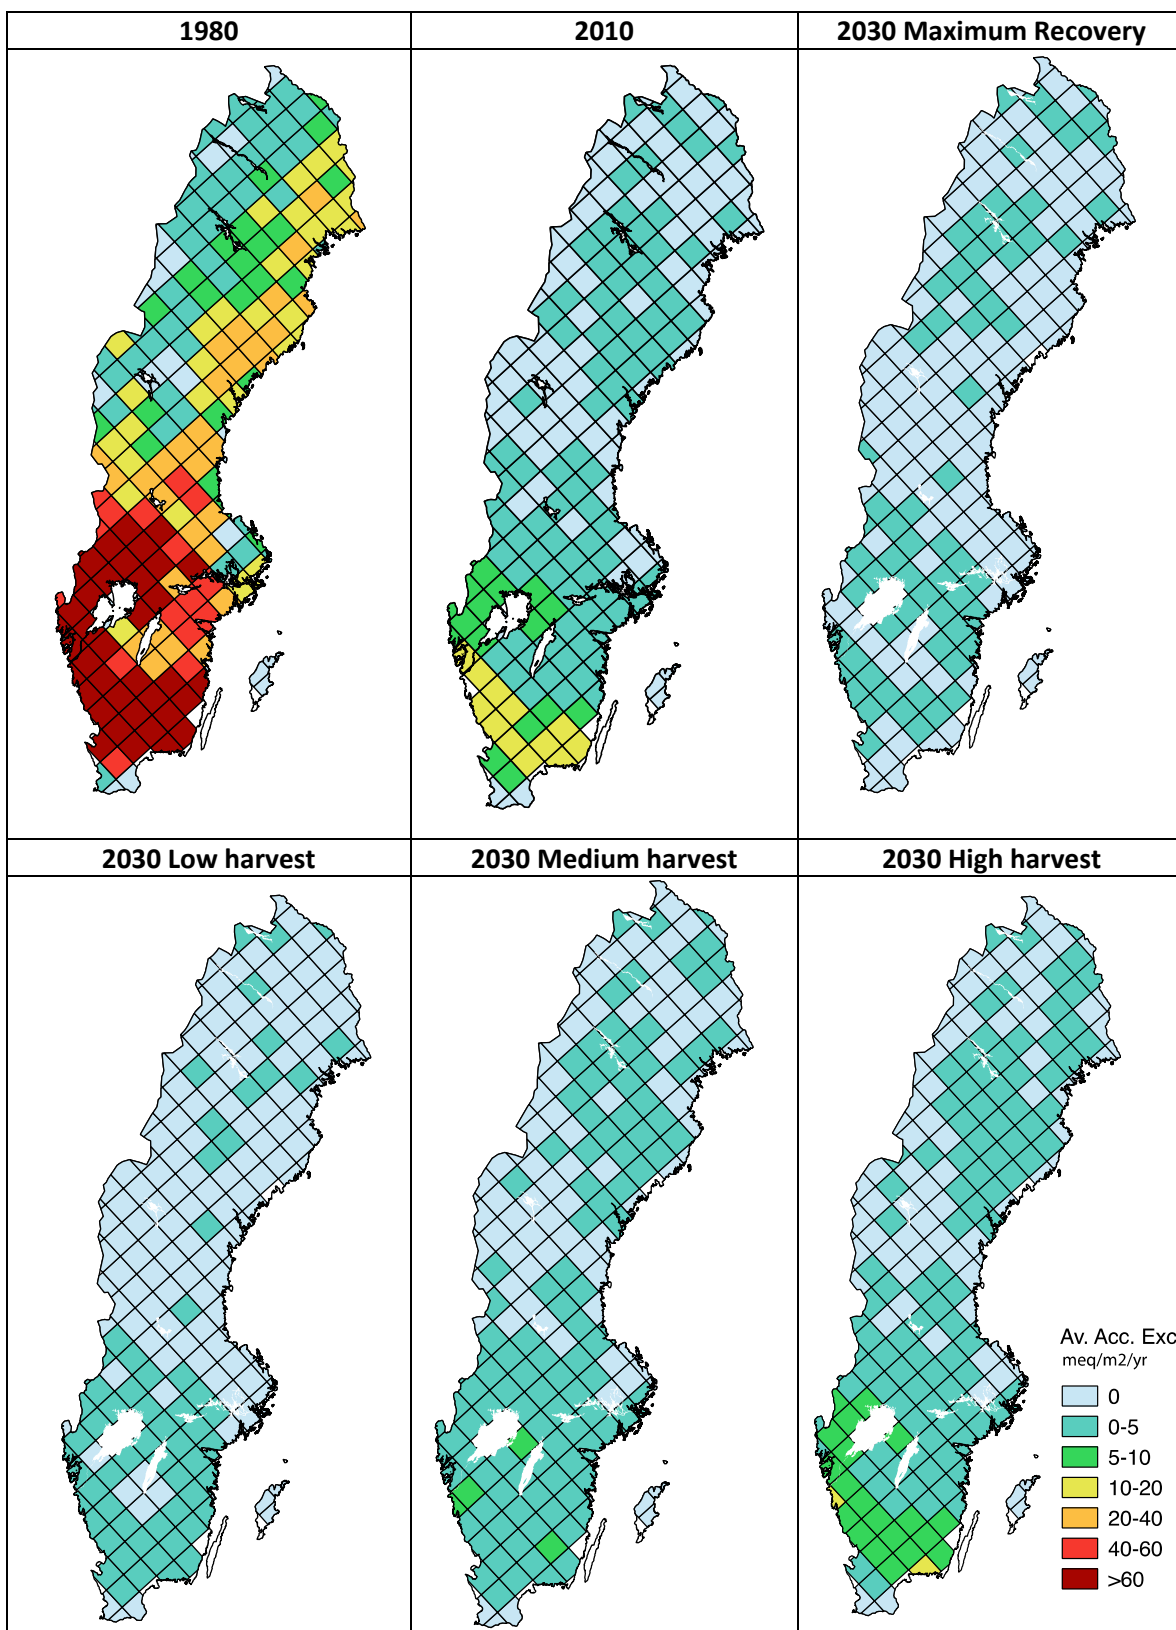 1980
2010
2030 Maximum Recovery
2030 Low harvest
2030 Medium harvest
2030 High harvest
Av. Acc. Exc
meq/m2/yr
0
0-5
5-10
10-20
20-40
40-60
>60